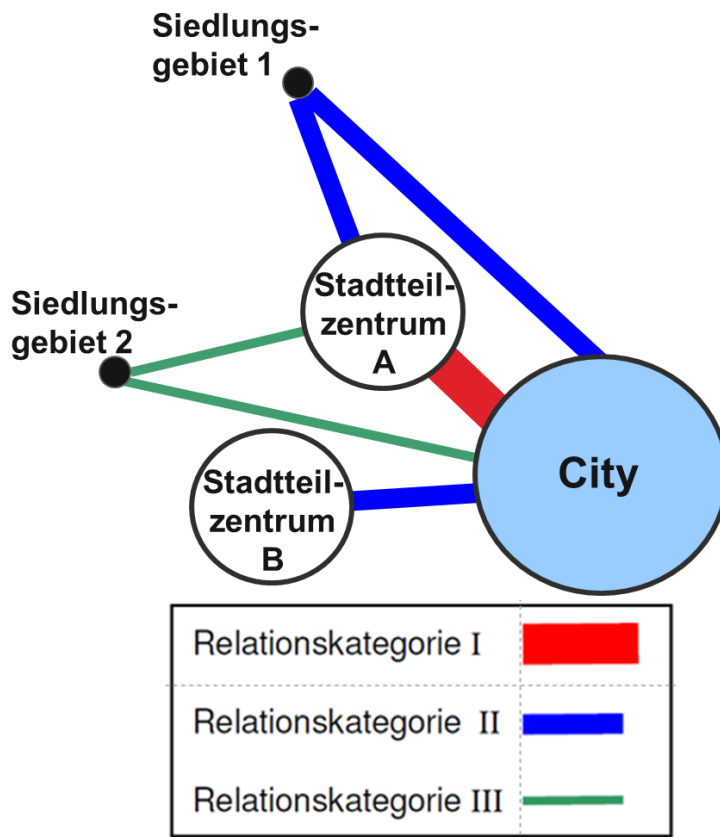 Siedlungs-
gebiet 1
Siedlungs-
gebiet 2
Stadtteil-
zentrum
A
Stadtteil-
zentrum
B
City
Relationskategorie I
Relationskategorie II
Relationskategorie III